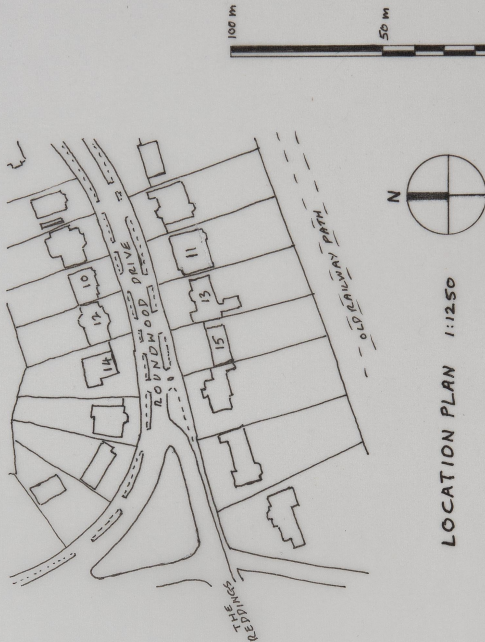 100 m
50 m
10
12
14
ROUNDWOOD DRIVE
11
13
15
OLD RAILWAY PATH
THE
REDDINGS
N
LOCATION PLAN 1:1250